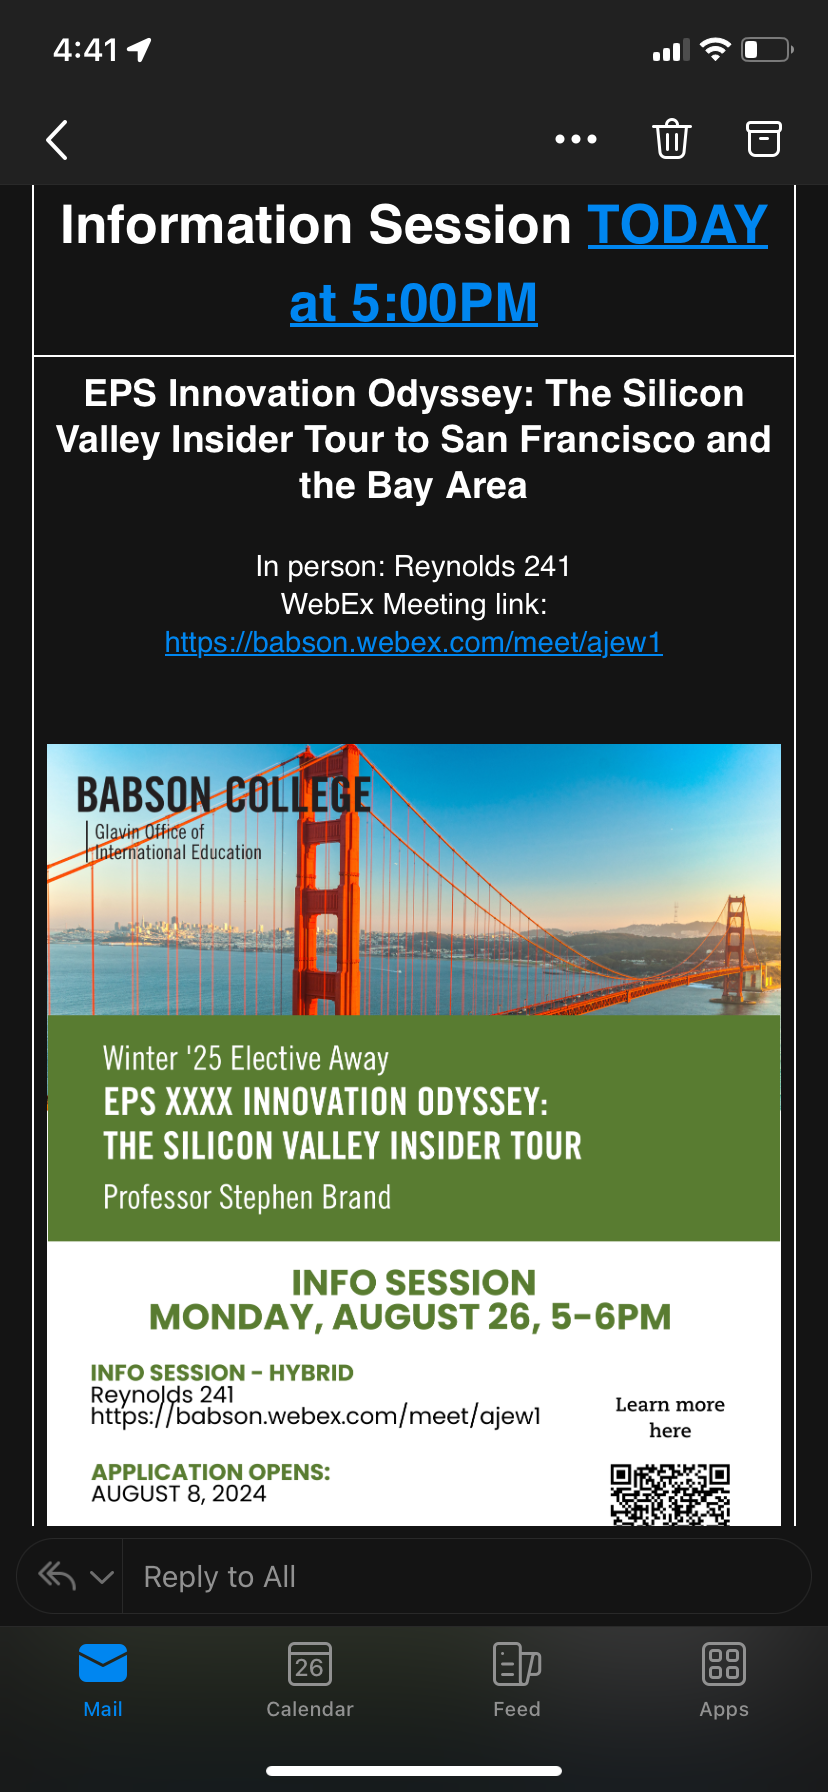 4:41
Information Session TODAY
at 5:00PM
EPS Innovation Odyssey: The Silicon
Valley Insider Tour to San Francisco and
the Bay Area
In person: Reynolds 241
WebEx Meeting link:
https://babson.webex.com/meet/ajew1
BABSON COLLEGE
Glavin Office of
International Education
Winter '25 Elective Away
EPS XXXX INNOVATION ODYSSEY:
THE SILICON VALLEY INSIDER TOUR
Professor Stephen Brand
INFO SESSION
MONDAY, AUGUST 26, 5-6PM
INFO SESSION - HYBRID
Reynolds 241
https://babson.webex.com/meet/ajew1
Learn more
here
APPLICATION OPENS:
AUGUST 8, 2024
Reply to All
26
Mail
Calendar
Feed
Apps